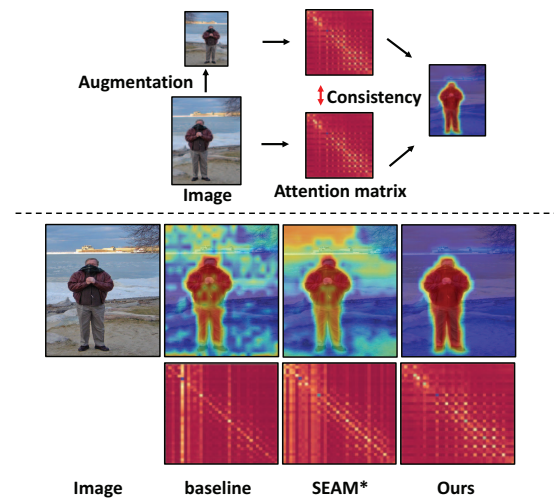 Augmentation
Consistency
Image
Attention matrix
Image baseline SEAM* Ours